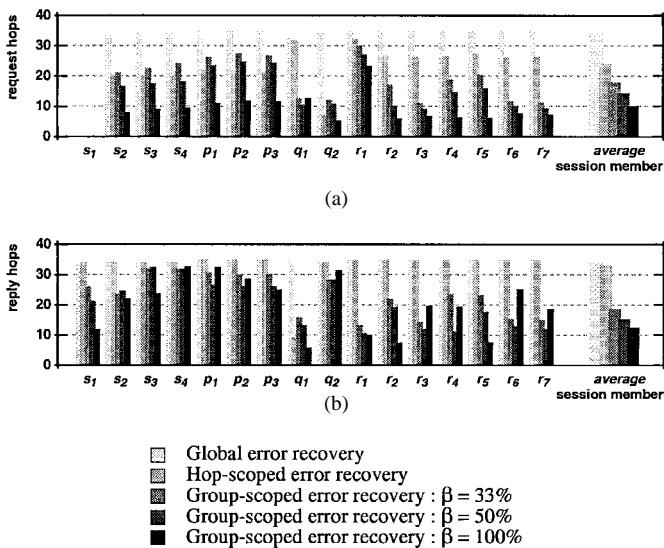 40
30
20
10
0
request hops
s1 s2 s3 s4 p1 p2 p3 q1 q2 r1 r2 r3 r4 r5 r6 r7 average
session member
(a)
40
30
20
10
0
reply hops
s1 s2 s3 s4 p1 p2 p3 q1 q2 r1 r2 r3 r4 r5 r6 r7 average
session member
(b)
Global error recovery
Hop-scoped error recovery
Group-scoped error recovery : β = 33%
Group-scoped error recovery : β = 50%
Group-scoped error recovery : β = 100%